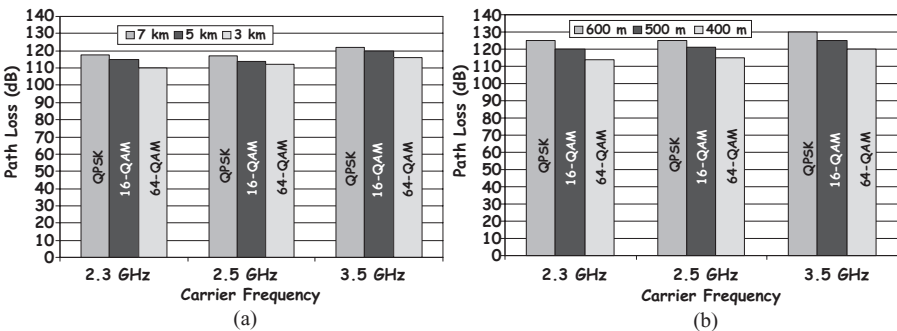 140
130
120
110
100
90
80
70
60
50
40
30
20
10
0
Path Loss (dB)
7 km 5 km 3 km
QPSK
16-QAM
64-QAM
QPSK
16-QAM
64-QAM
QPSK
16-QAM
64-QAM
2.3 GHz 2.5 GHz 3.5 GHz
Carrier Frequency
(a)
140
130
120
110
100
90
80
70
60
50
40
30
20
10
0
Path Loss (dB)
600 m 500 m 400 m
QPSK
16-QAM
64-QAM
QPSK
16-QAM
64-QAM
QPSK
16-QAM
64-QAM
2.3 GHz 2.5 GHz 3.5 GHz
Carrier Frequency
(b)